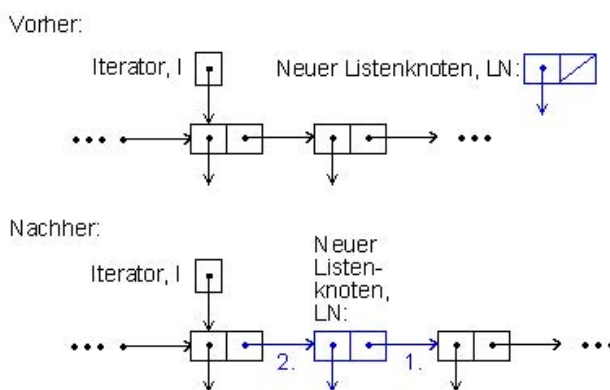 Vorher:
Iterator, I
Neuer Listenknoten, LN:
Nachher:
Iterator, I
Neuer
Listen-
knoten,
LN:
2.
1.